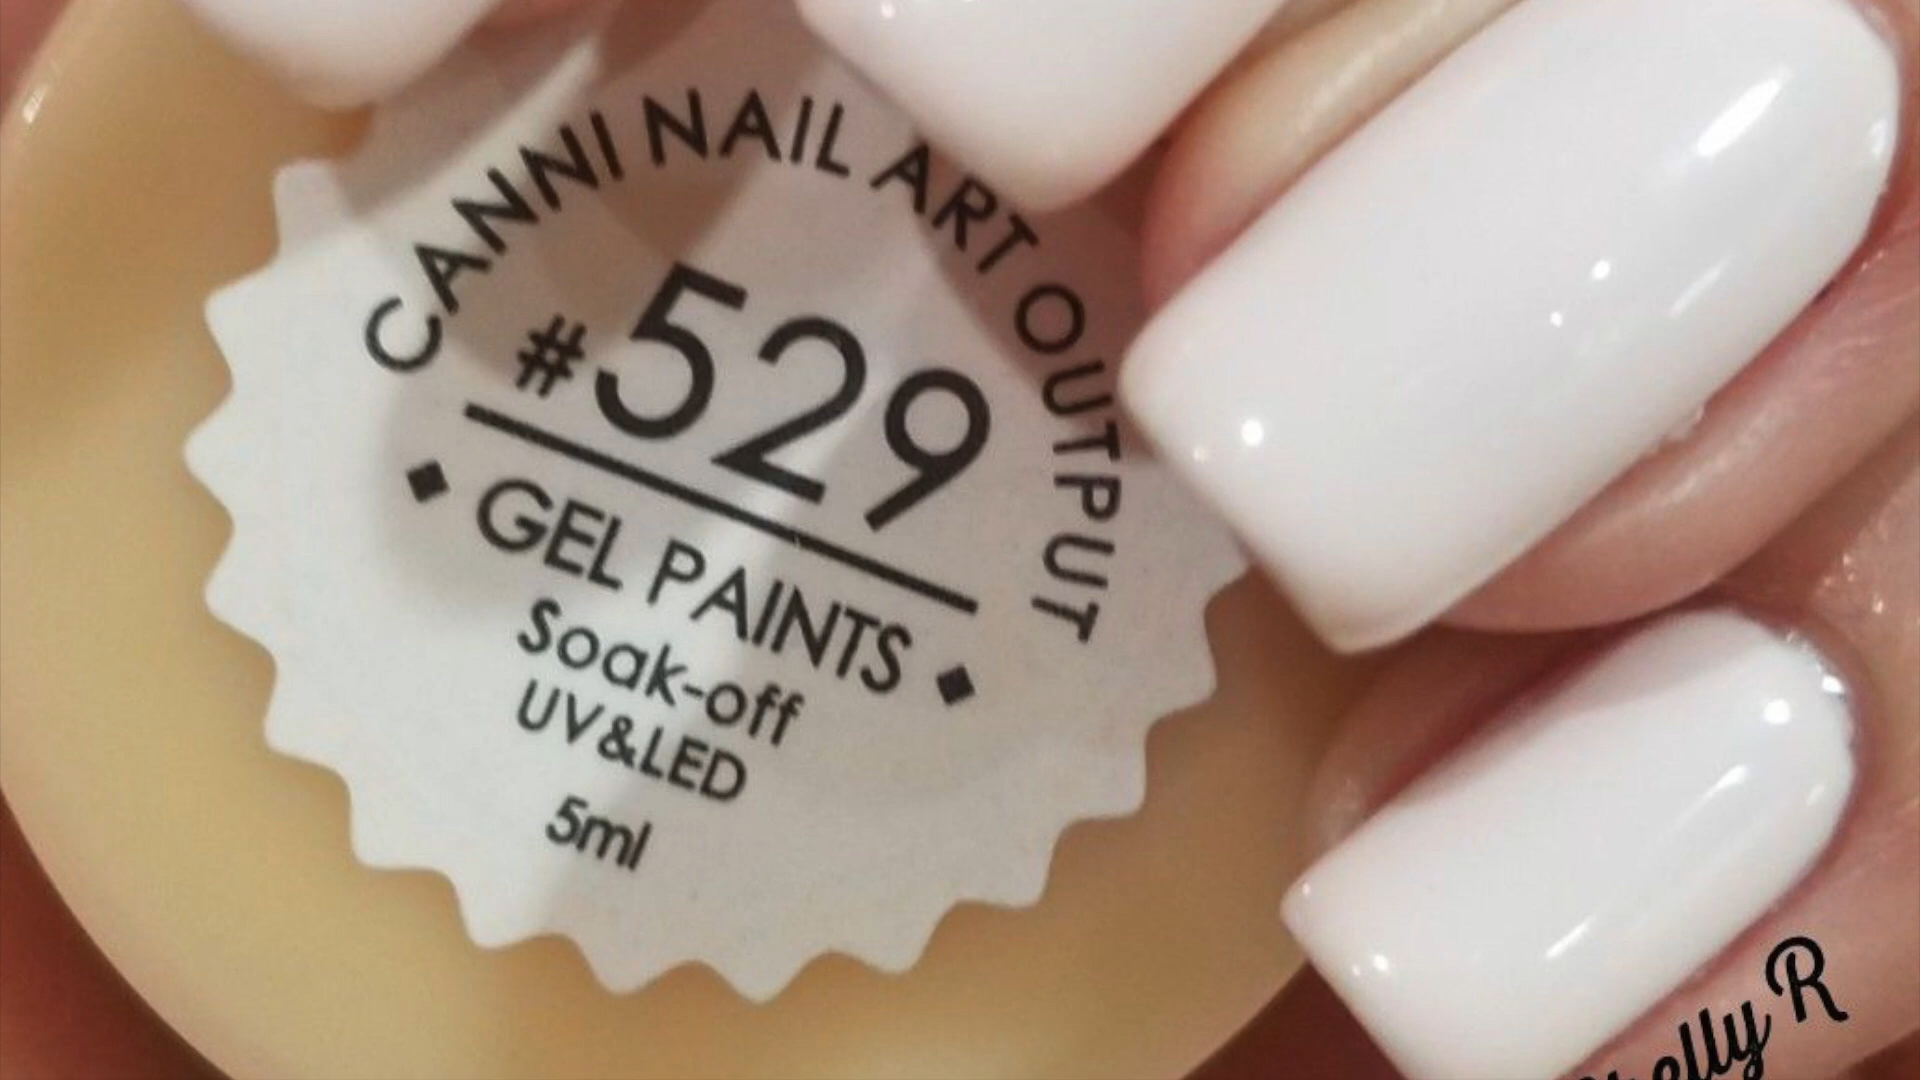 CANNI NAIL ART OUTPUT
#529
GEL PAINTS
Soak-off
UV&LED
5ml
R